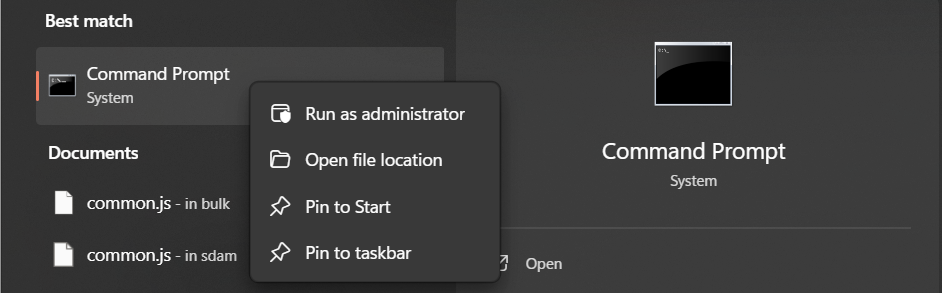 Best match
Command Prompt
System
Run as administrator
Open file location
Pin to Start
Pin to taskbar
Documents
common.js - in bulk
common.js - in sdam
Command Prompt
System
Open